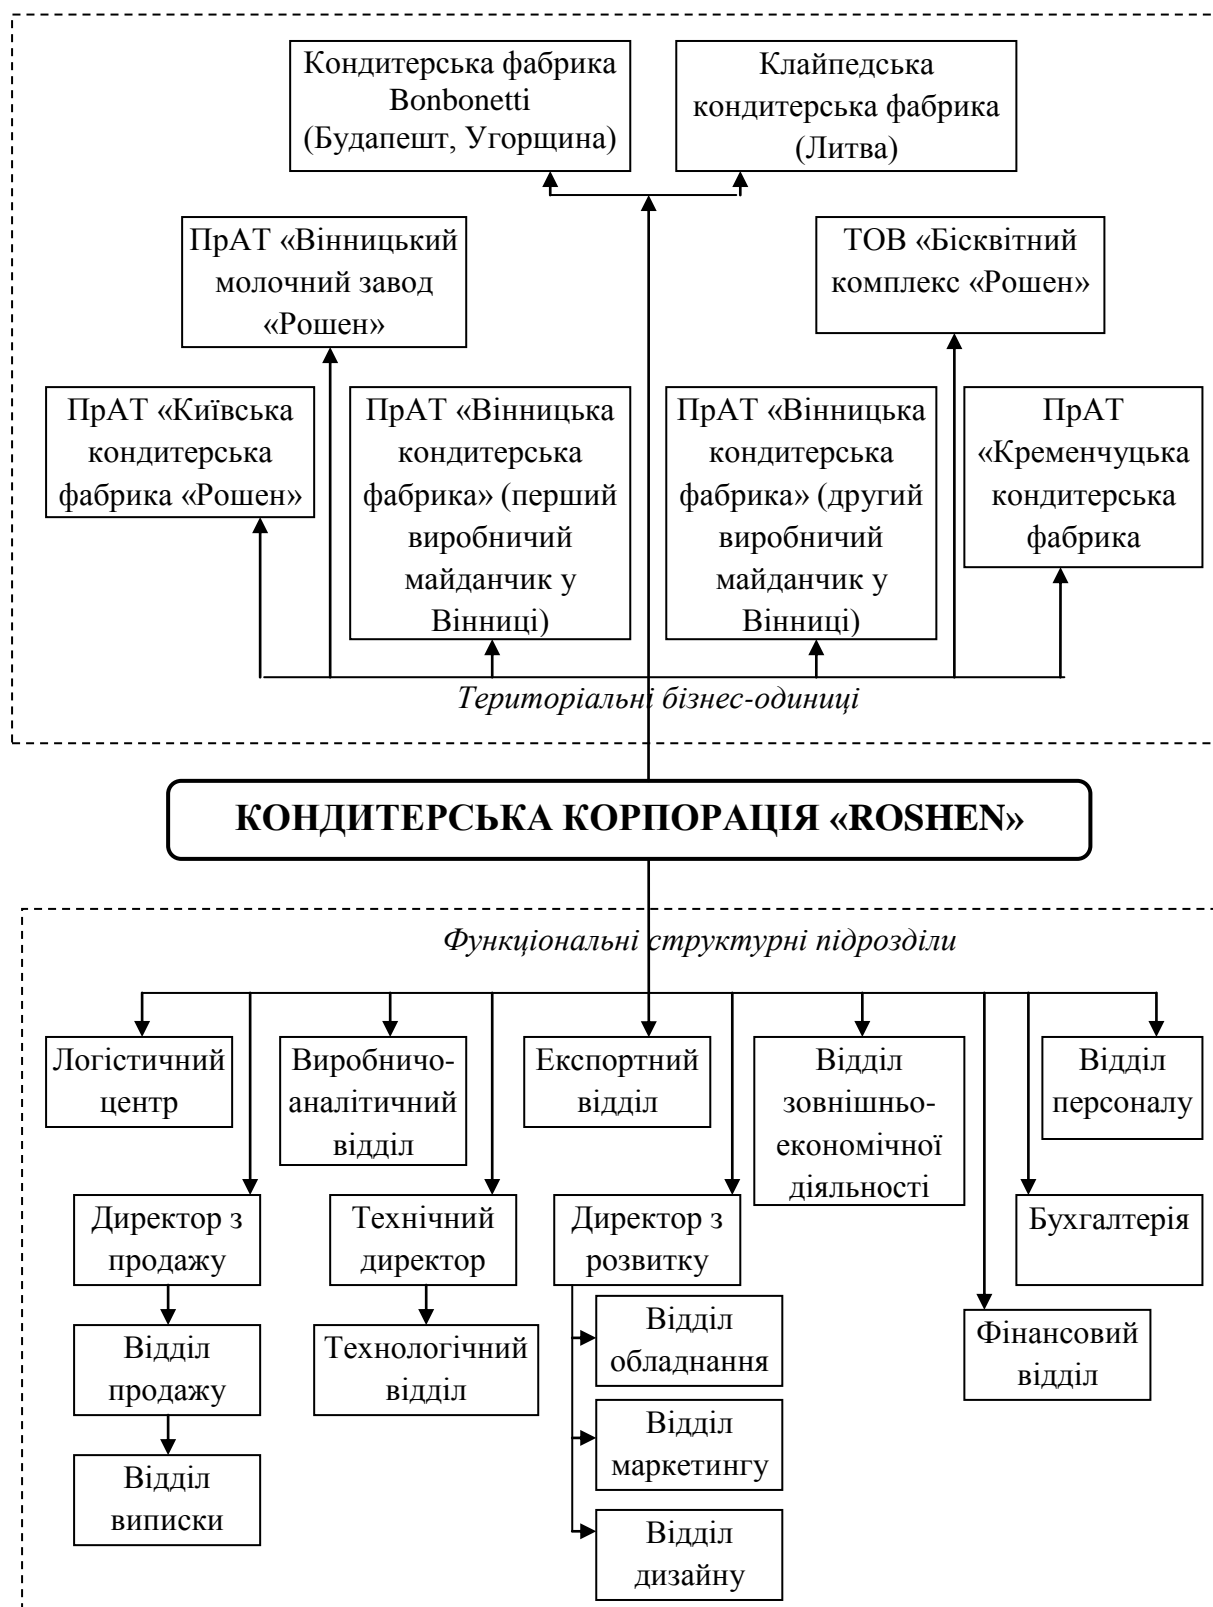 Кондитерська фабрика
Bonbonetti
(Будапешт, Угорщина)
Клайпедська
кондитерська фабрика
(Литва)
ПрАТ «Вінницький
молочний завод
«Рошен»
ТОВ «Бісквітний
комплекс «Рошен»
ПрАТ «Київська
кондитерська
фабрика «Рошен»
ПрАТ «Вінницька
кондитерська
фабрика» (перший
виробничий
майданчик у
Вінниці)
ПрАТ «Вінницька
кондитерська
фабрика» (другий
виробничий
майданчик у
Вінниці)
ПрАТ
«Кременчуцька
кондитерська
фабрика
Територіальні бізнес-одиниці
КОНДИТЕРСЬКА КОРПОРАЦІЯ «ROSHEN»
Функціональні структурні підрозділи
Логістичний
центр
Виробничо-
аналітичний
відділ
Експортний
відділ
Відділ
зовнішньо-
економічної
діяльності
Відділ
персоналу
Директор з
продажу
Технічний
директор
Директор з
розвитку
Бухгалтерія
Відділ
продажу
Технологічний
відділ
Відділ
обладнання
Фінансовий
відділ
Відділ
маркетингу
Відділ
виписки
Відділ
дизайну